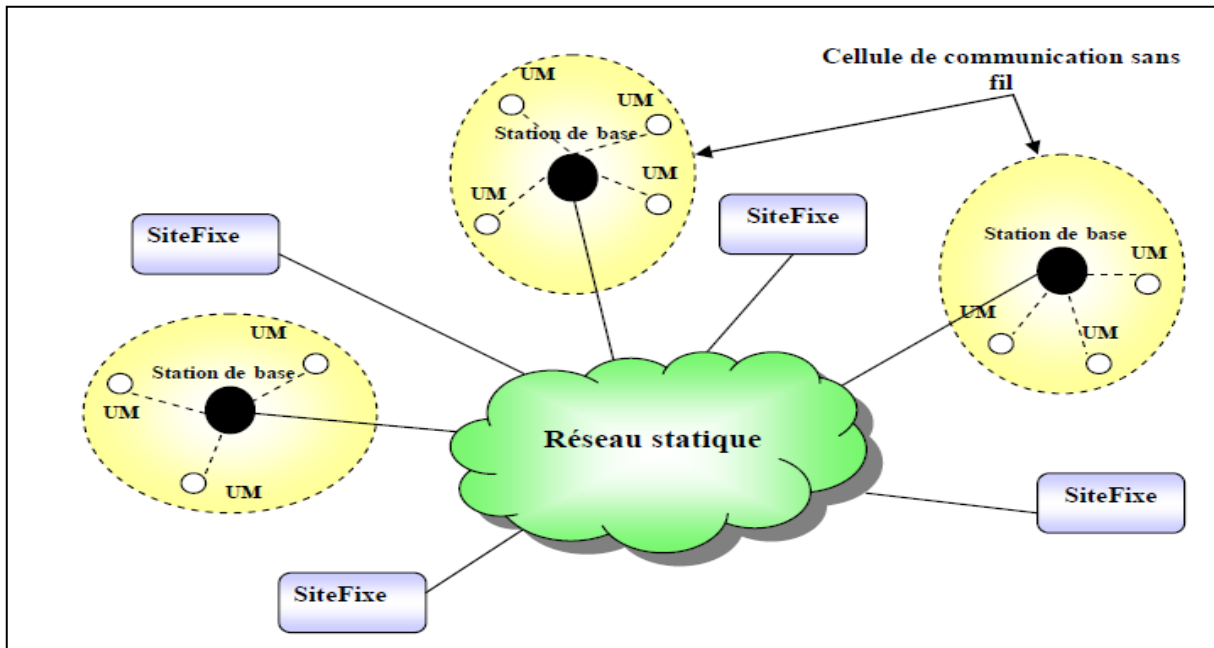 UM
Cellule de communication sans
fil
UM
Station de base
UM
UM
SiteFixe
SiteFixe
Station de base
UM
UM
UM
UM
Station de base
UM
UM
Réseau statique
SiteFixe
SiteFixe